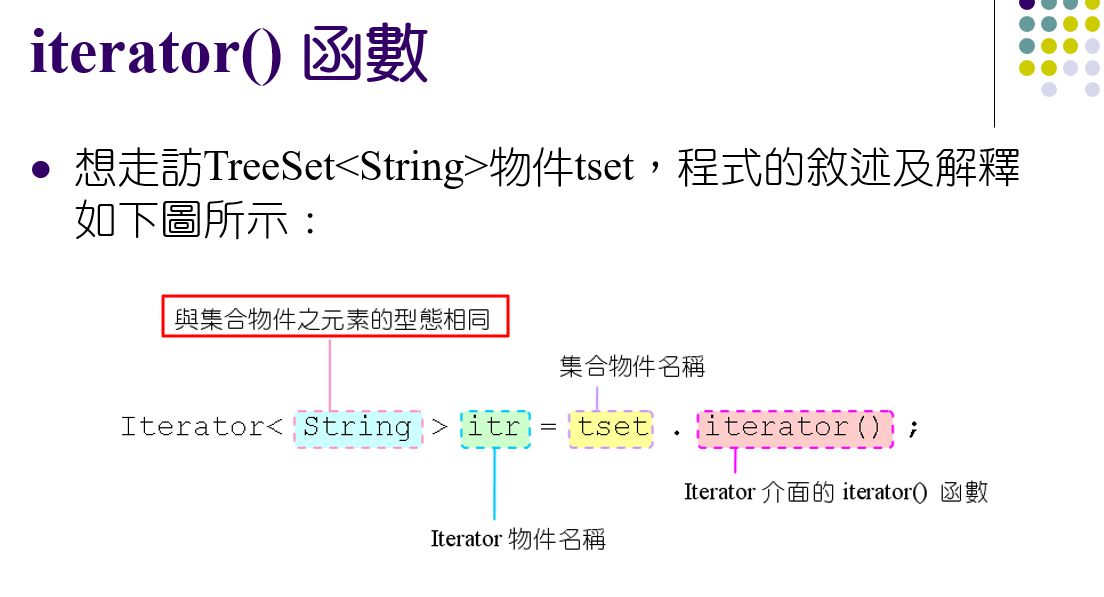 iterator() 函數
想走訪TreeSet<String>物件tset，程式的敘述及解釋
如下圖所示：
與集合物件之元素的型態相同
集合物件名稱
Iterator< String > itr = tset . iterator() ;
Iterator 介面的 iterator() 函數
Iterator 物件名稱